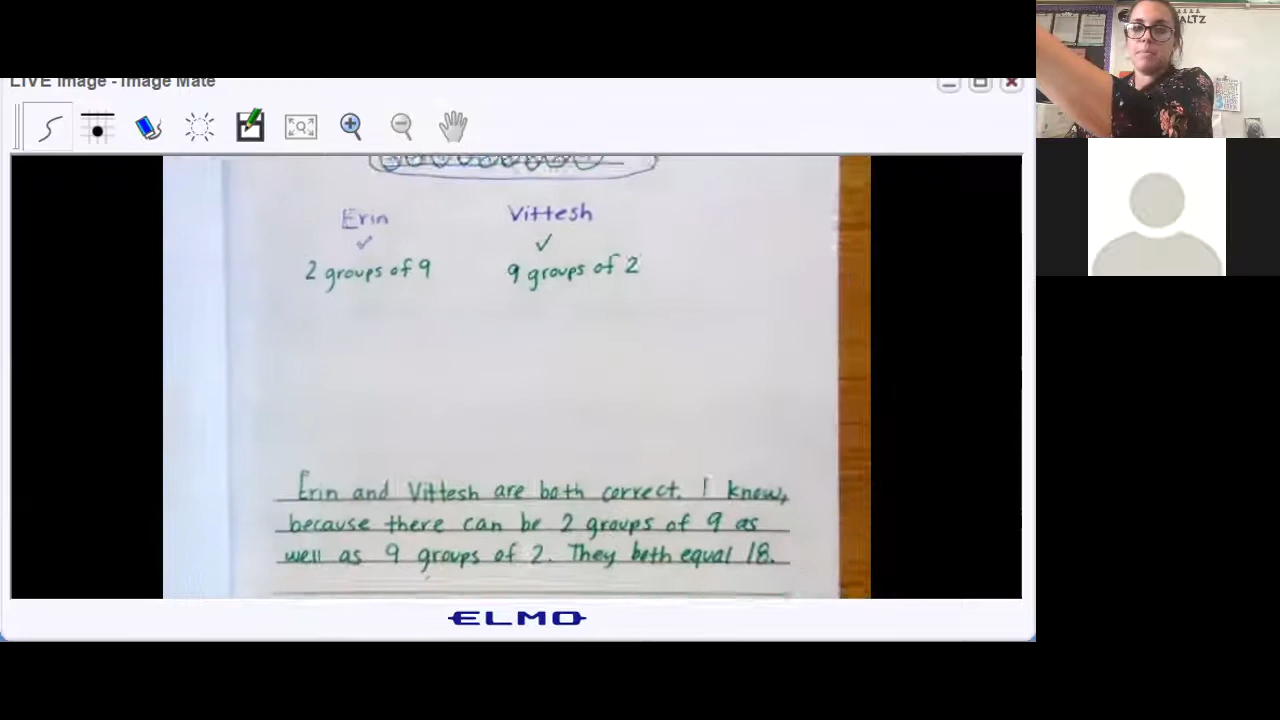 LIVE Image - Image Mate
Erin
Vittesh
✓
✓
2 groups of 9
9 groups of 2
Erin and Vittesh are both correct. I know,
because there can be 2 groups of 9 as
well as 9 groups of 2. They both equal 18.
ELMO